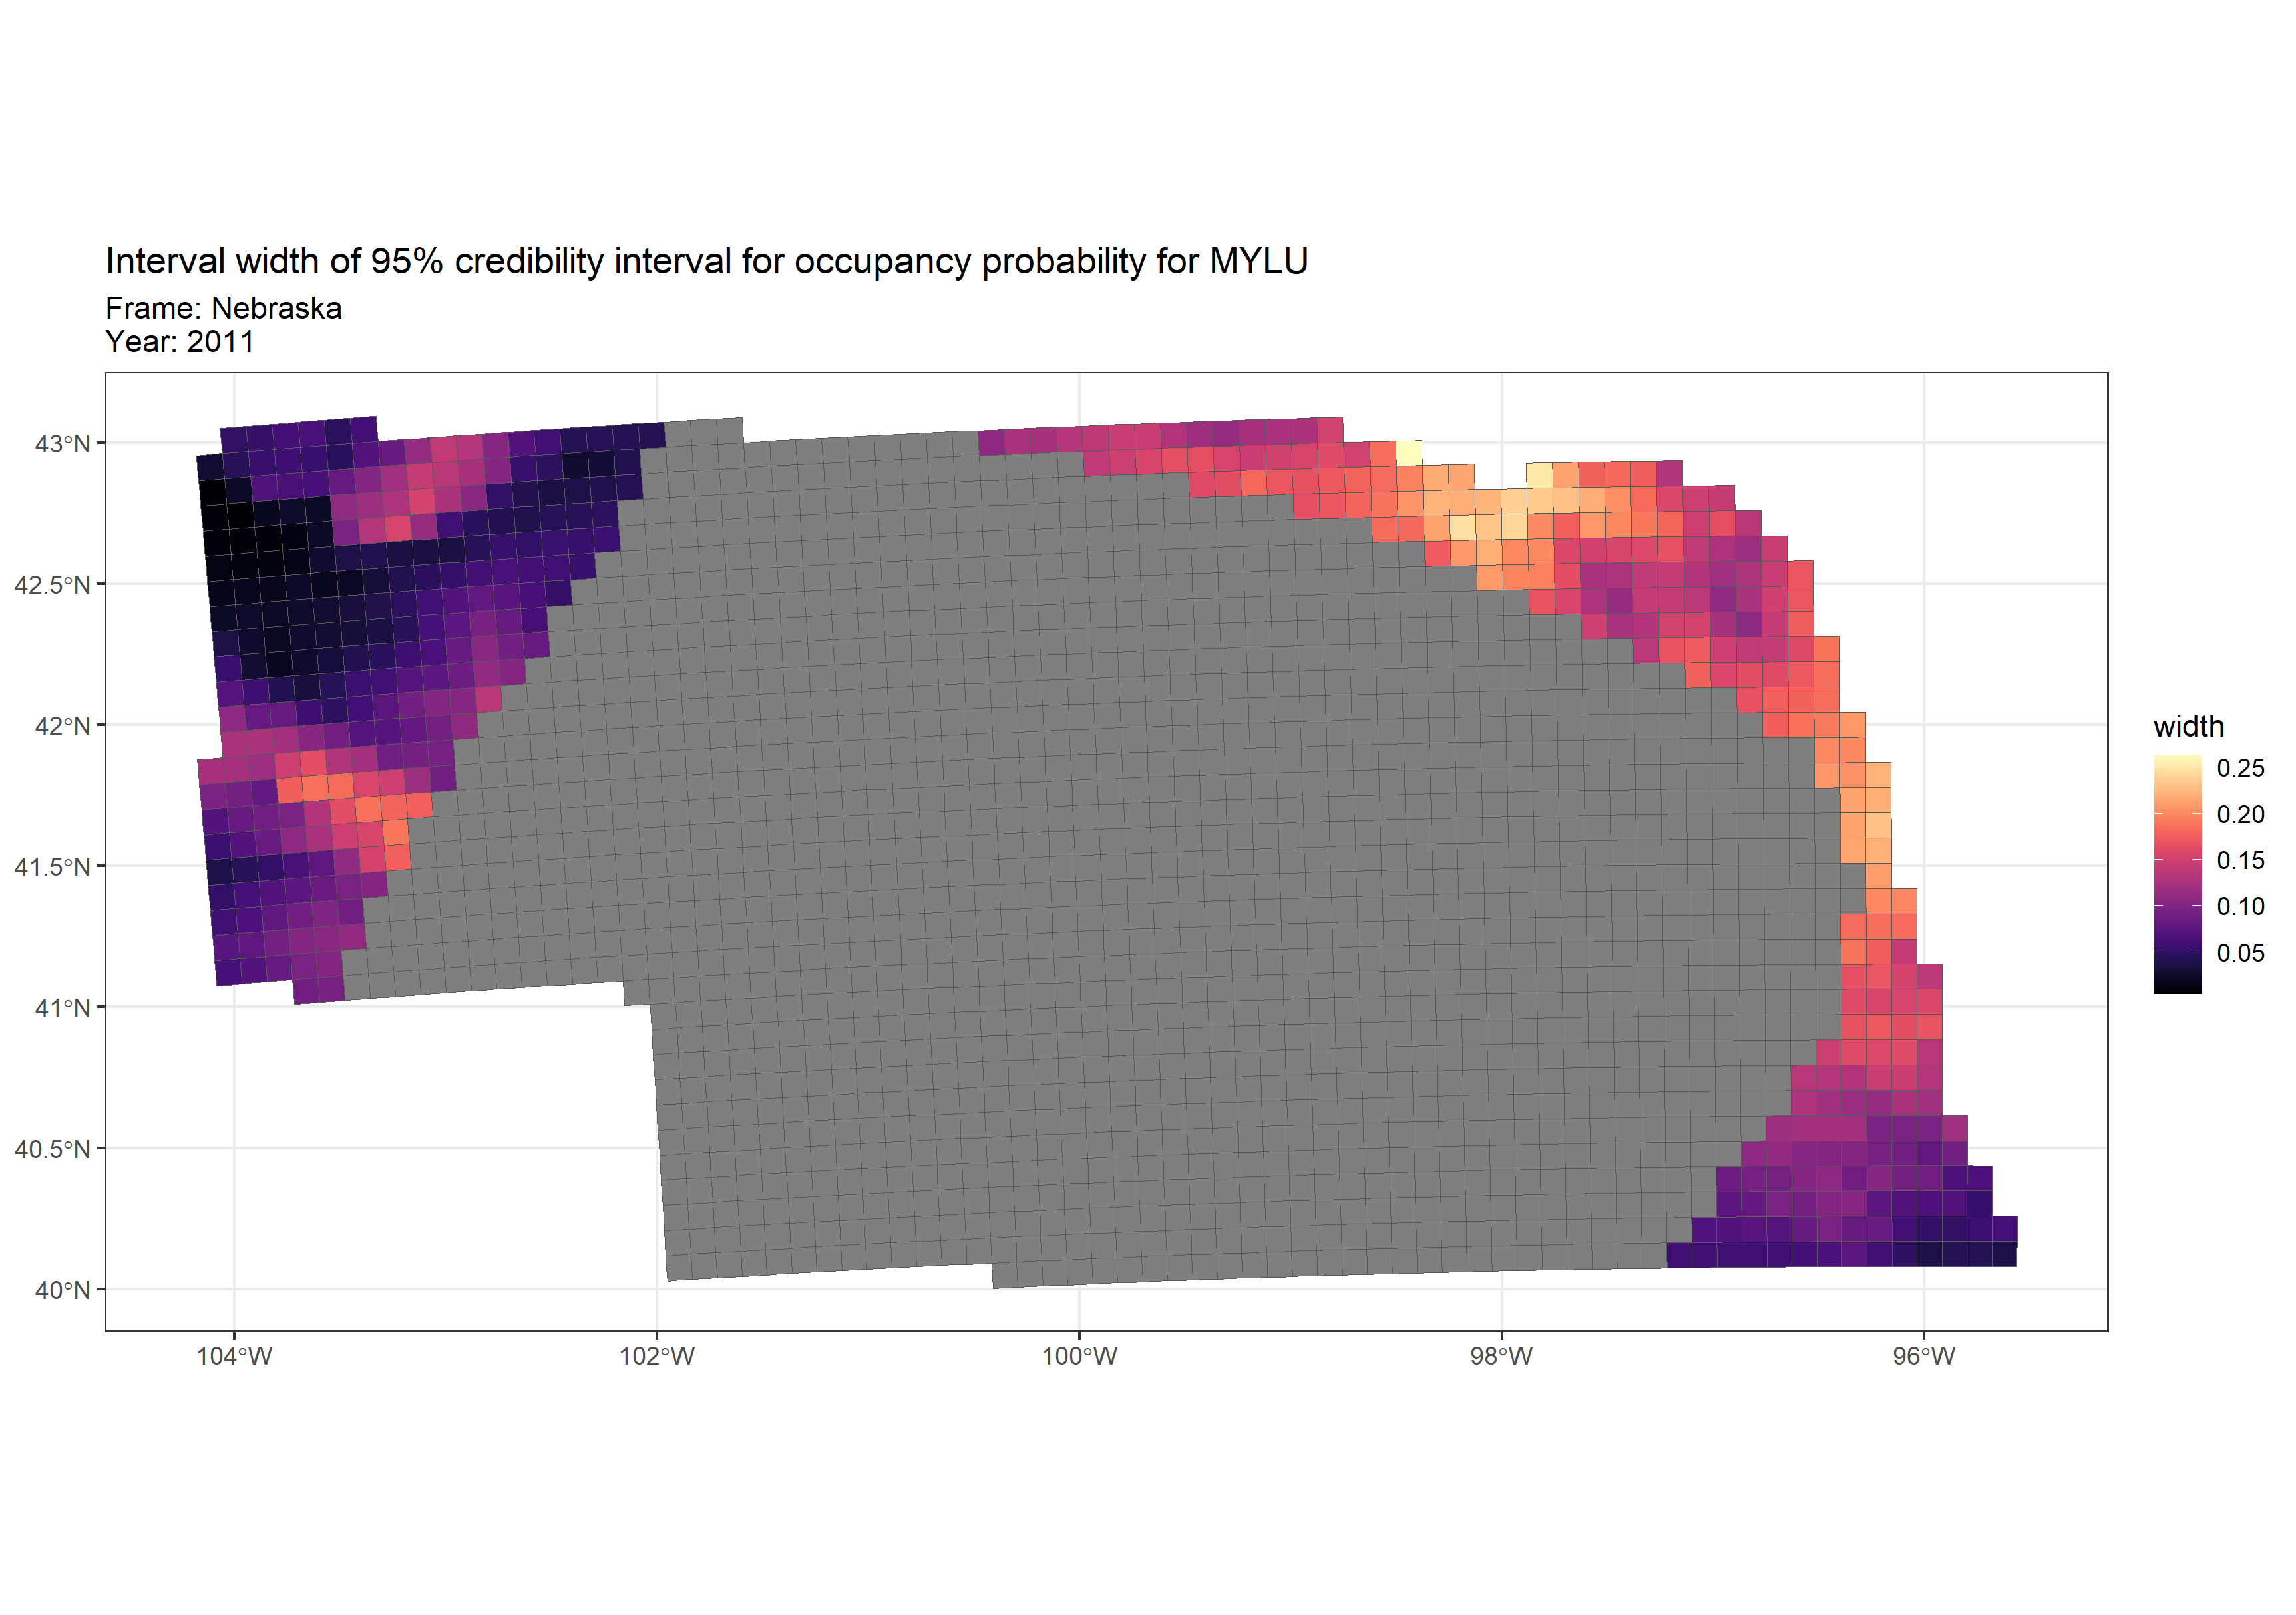 Interval width of 95% credibility interval for occupancy probability for MYLU
Frame: Nebraska
Year: 2011
43°N
42.5°N
42°N
41.5°N
41°N
40.5°N
40°N
104°W
102°W
100°W
98°W
96°W
width
0.25
0.20
0.15
0.10
0.05